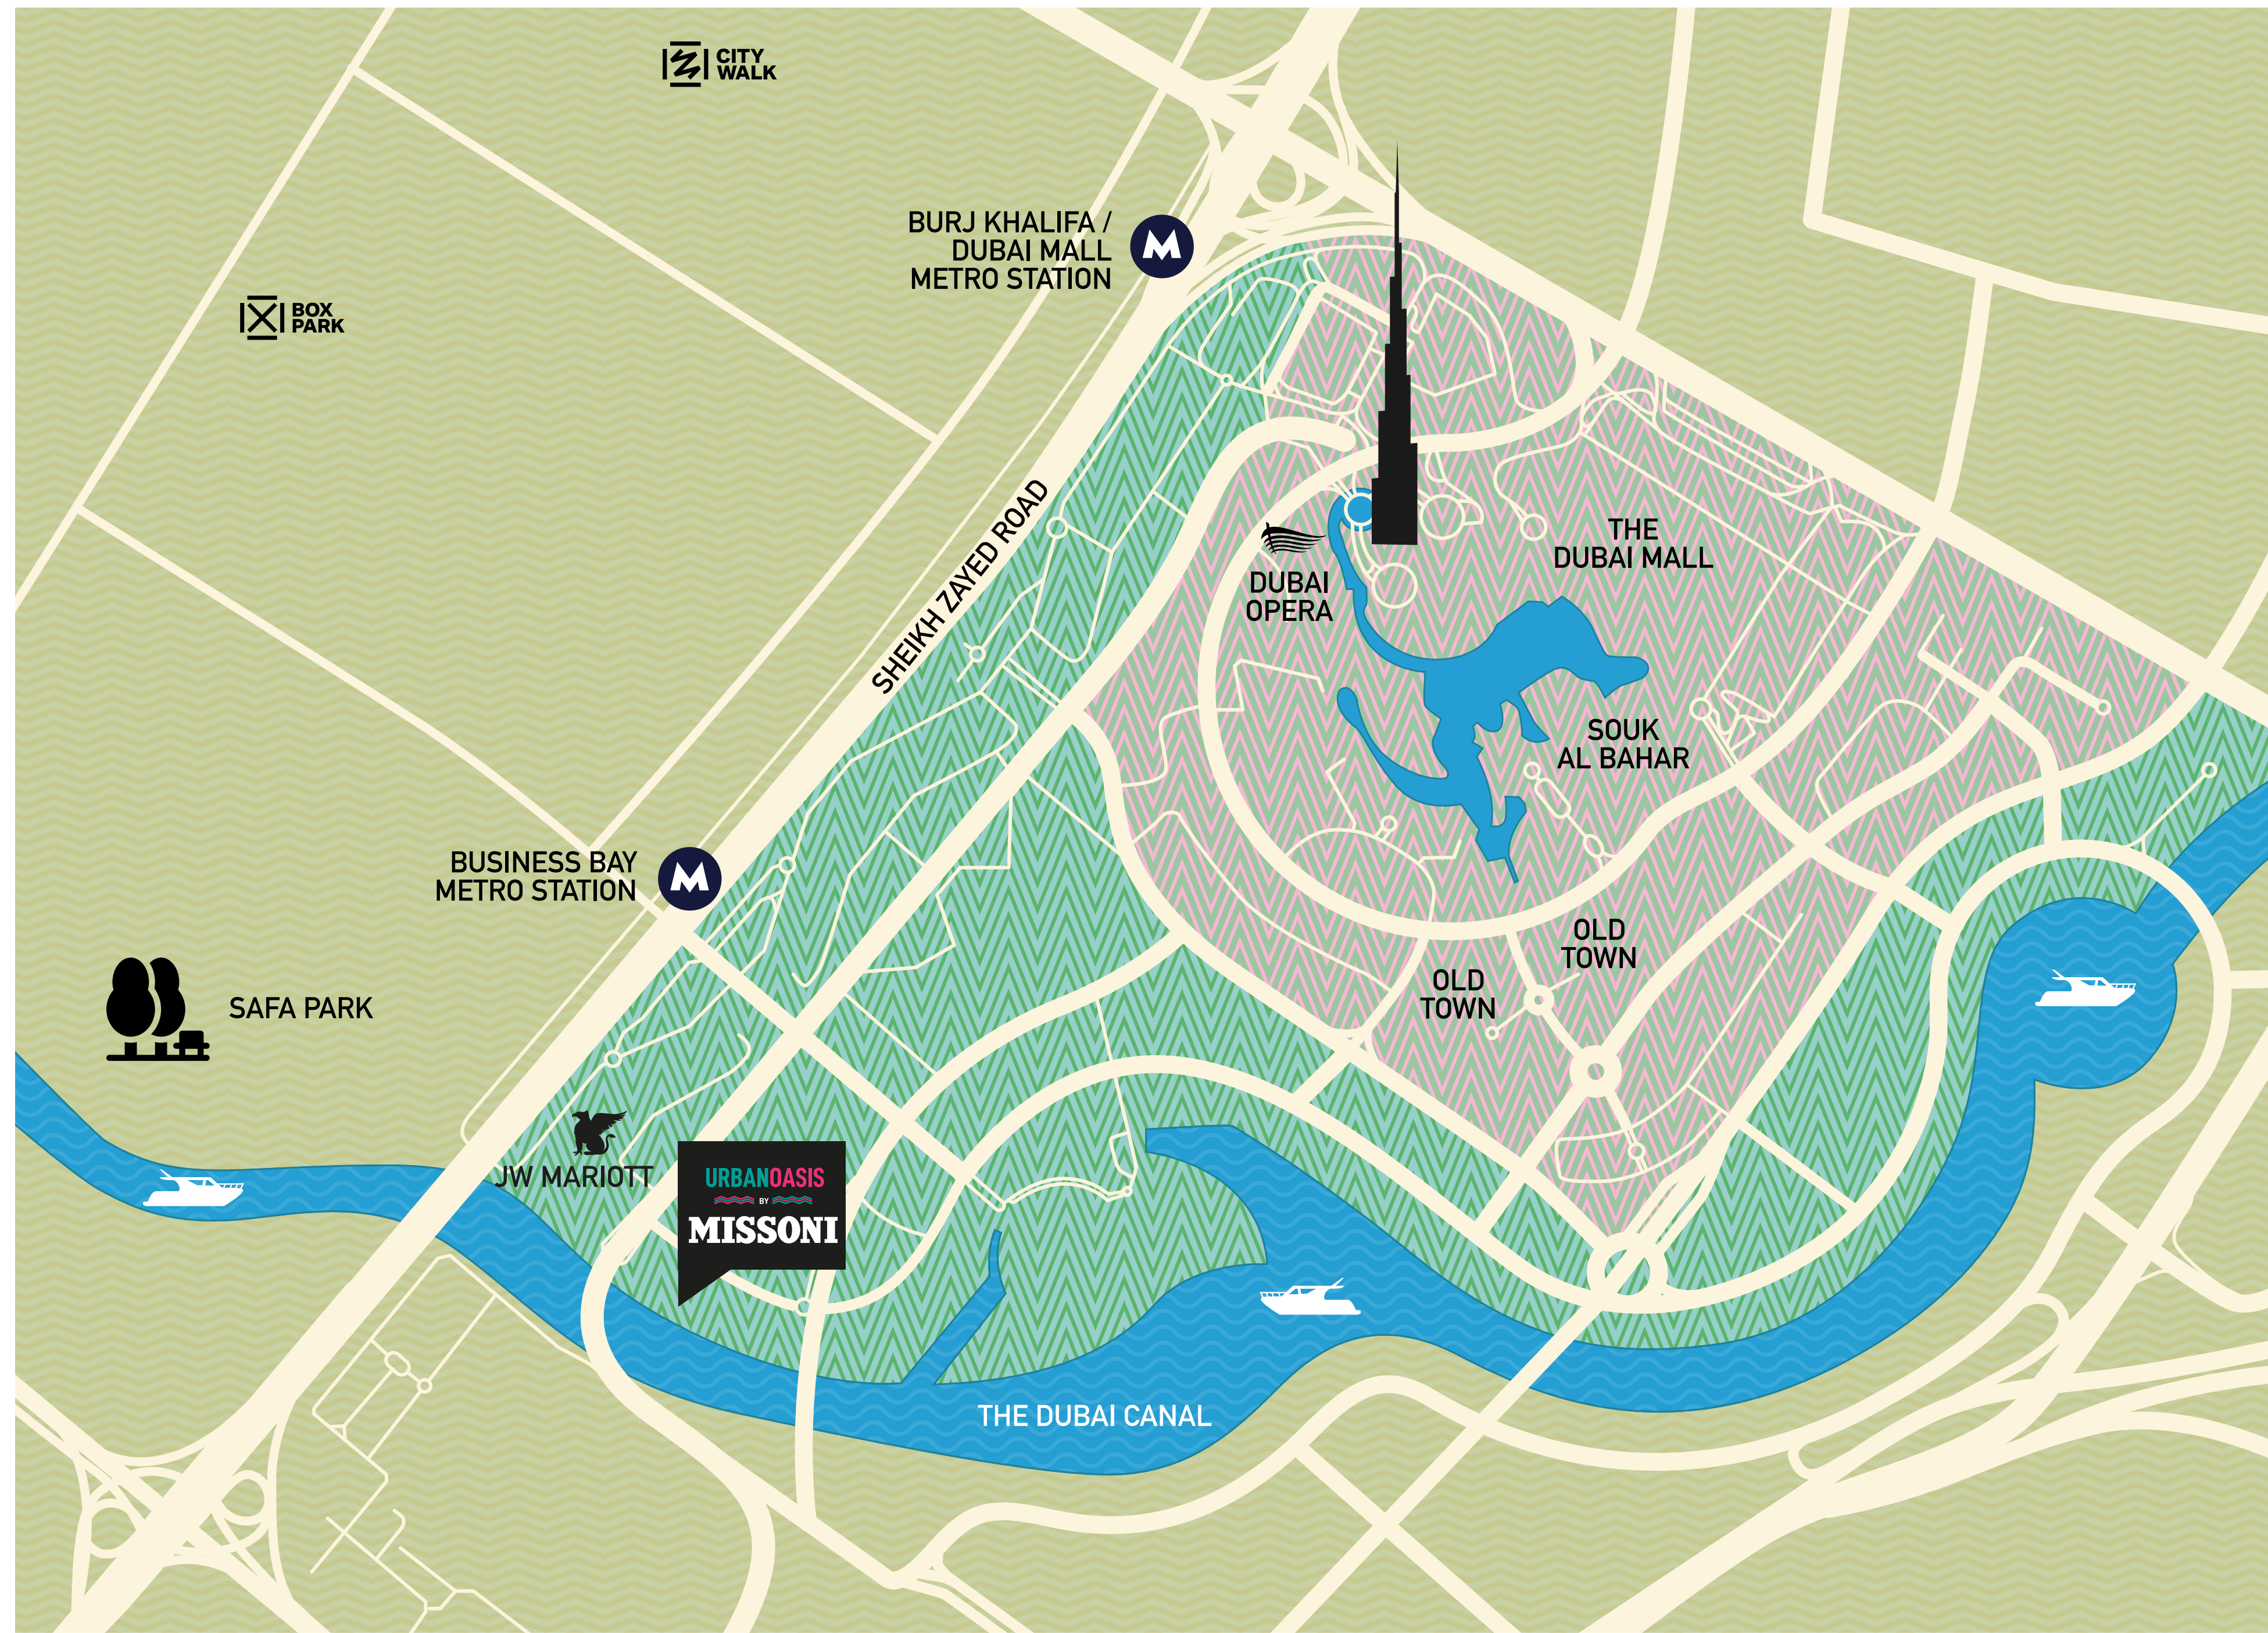 CITY
WALK
BURJ KHALIFA /
DUBAI MALL
METRO STATION
BOX
PARK
SHEIKH ZAYED ROAD
THE
DUBAI MALL
DUBAI
OPERA
SOUK
AL BAHAR
BUSINESS BAY
METRO STATION
OLD
TOWN
OLD
TOWN
SAFA PARK
JW MARIOTT
URBANOASIS
BY
MISSONI
THE DUBAI CANAL